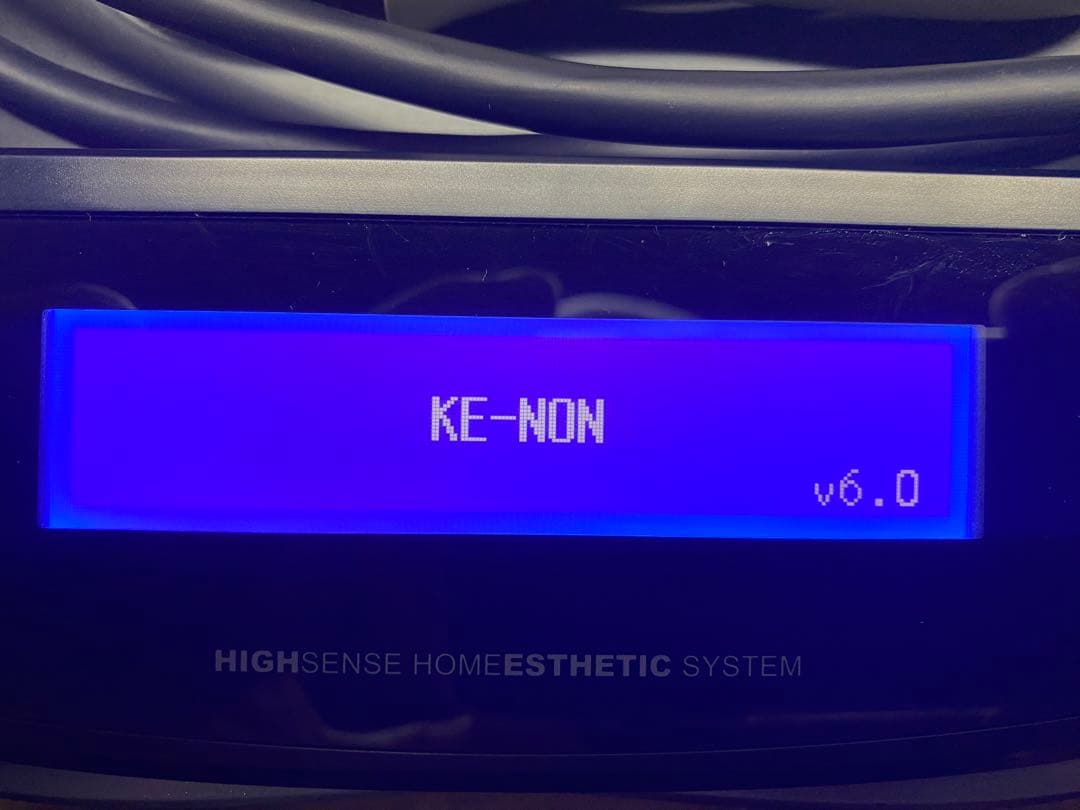 KE-NON
v6.0
HIGHSENSE HOMEESTHETIC SYSTEM